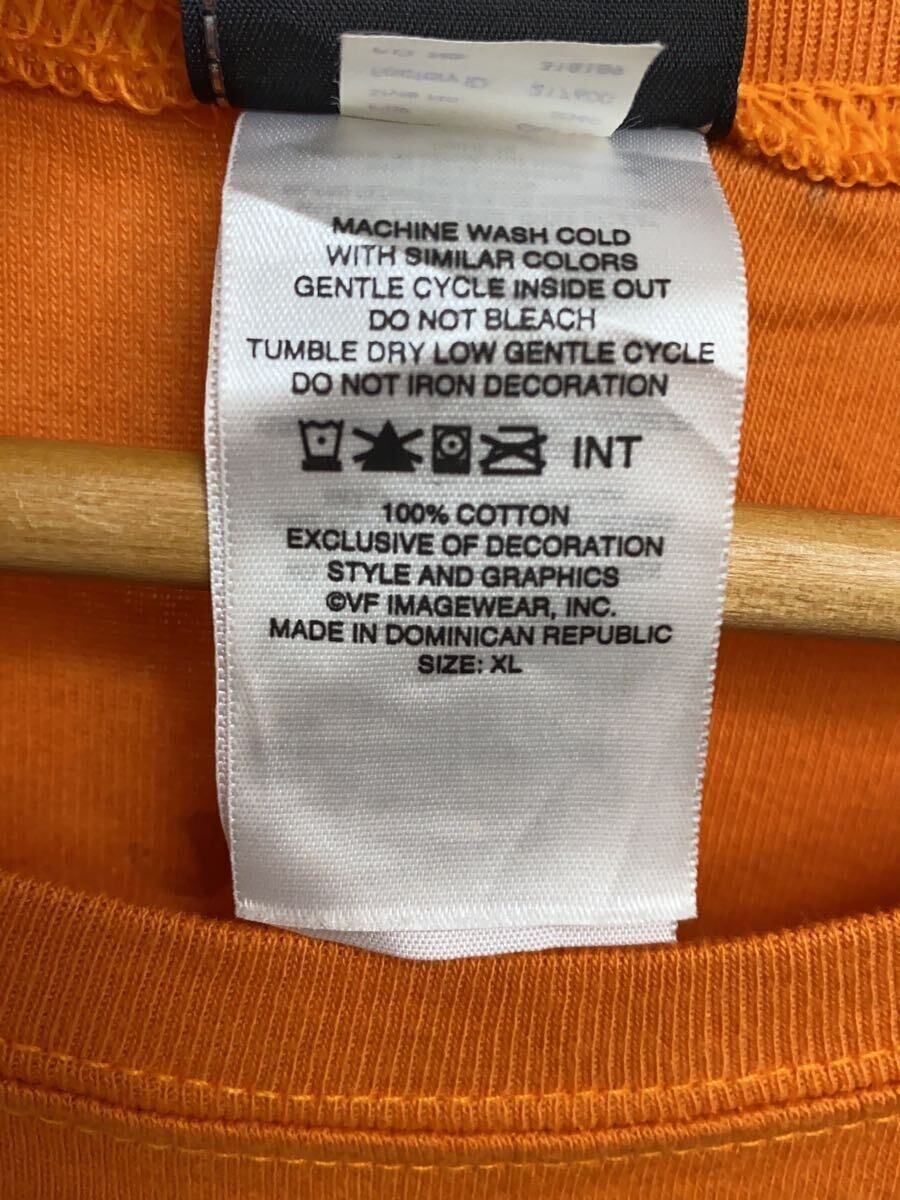 MACHINE WASH COLD
WITH SIMILAR COLORS
GENTLE CYCLE INSIDE OUT
DO NOT BLEACH
TUMBLE DRY LOW GENTLE CYCLE
DO NOT IRON DECORATION
INT
100% COTTON
EXCLUSIVE OF DECORATION
STYLE AND GRAPHICS
©VF IMAGEWEAR, INC.
MADE IN DOMINICAN REPUBLIC
SIZE: XL